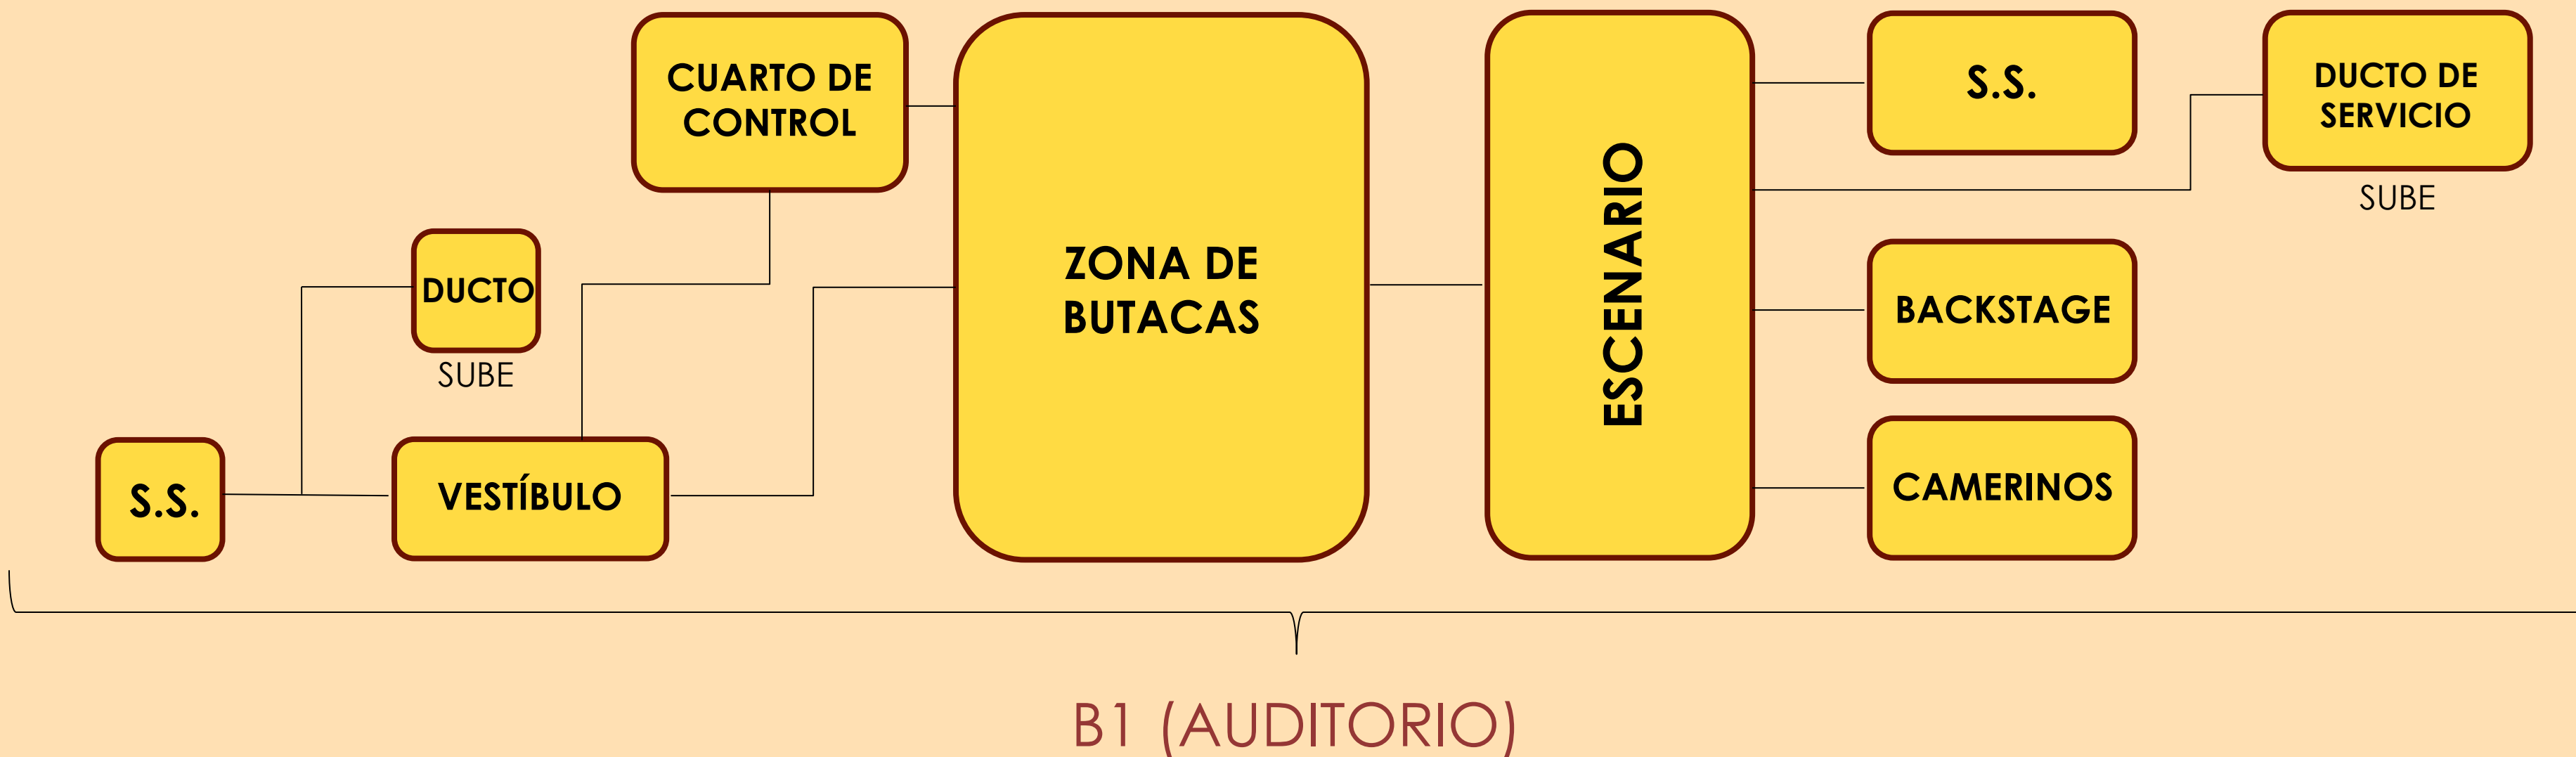 CUARTO DE
CONTROL
DUCTO
SUBE
S.S.
VESTÍBULO
ZONA DE
BUTACAS
ESCENARIO
S.S.
DUCTO DE
SERVICIO
SUBE
BACKSTAGE
CAMERINOS
B1 (AUDITORIO)